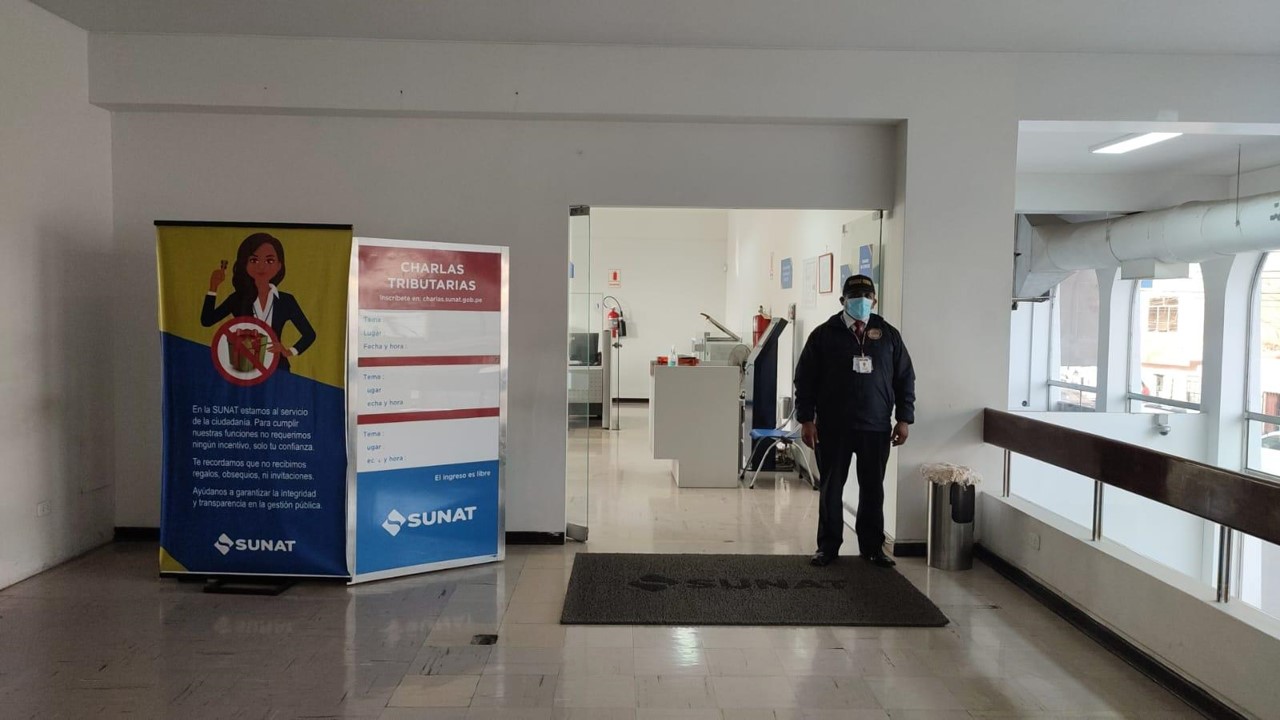 En la SUNAT estamos al servicio
de la ciudadanía. Para cumplir
nuestras funciones no requerimos
ningún incentivo, solo tu confianza.
Te recordamos que no recibimos
regalos, obsequios, ni invitaciones.
Ayúdanos a garantizar la integridad
y transparencia en la gestión pública.
SUNAT
CHARLAS
TRIBUTARIAS
Inscríbete en: charlas.sunat.gob.pe
Tema :
Lugar :
Fecha y hora :
Tema :
ugar
echa y hora
Tema :
ugar :
ec y hora :
El ingreso es libre
SUNAT
SUNAT